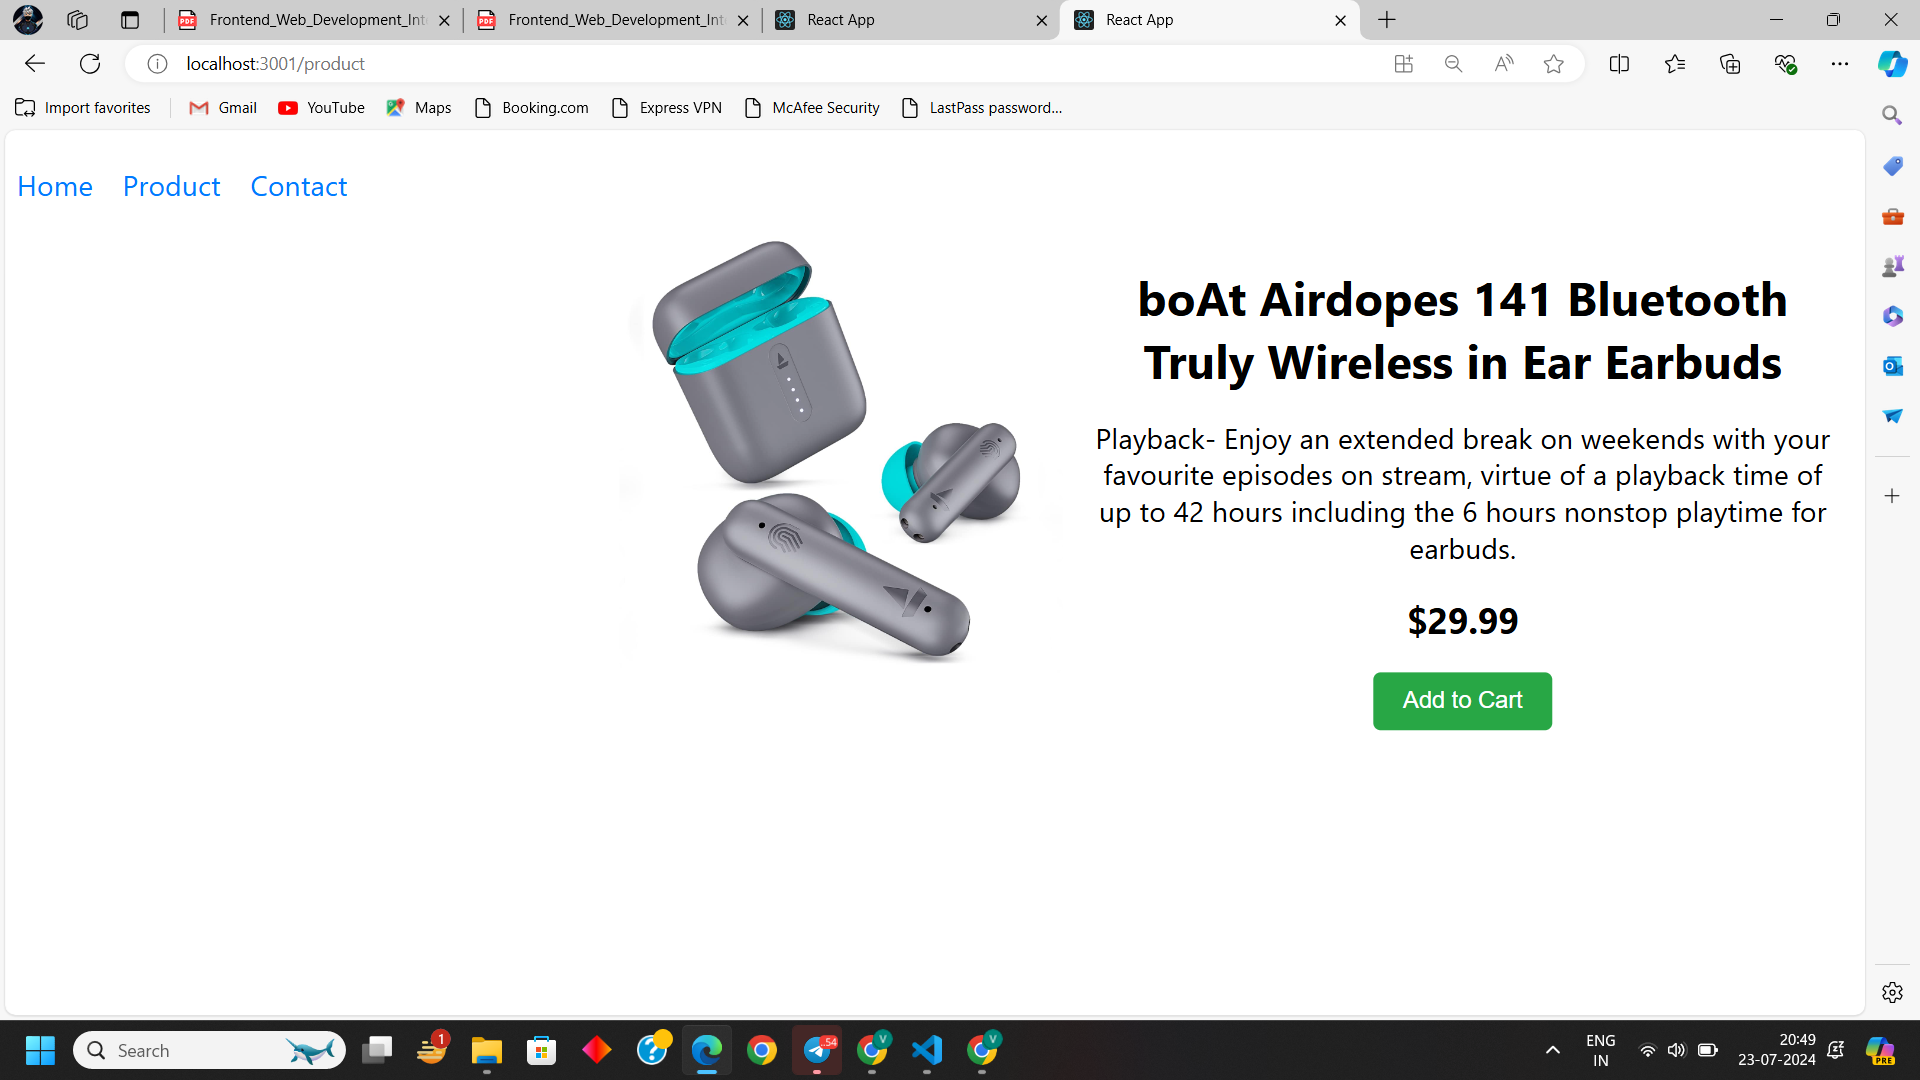 Frontend_Web_Development_Int
Frontend_Web_Development_Int
React App
React App
localhost:3001/product
Import favorites
Gmail
YouTube
Maps
Booking.com
Express VPN
McAfee Security
LastPass password...
Home
Product
Contact
boAt Airdopes 141 Bluetooth
Truly Wireless in Ear Earbuds
Playback- Enjoy an extended break on weekends with your
favourite episodes on stream, virtue of a playback time of
up to 42 hours including the 6 hours nonstop playtime for
earbuds.
$29.99
Add to Cart
Search
1
54
V
V
ENG
IN
20:49
23-07-2024
PRE